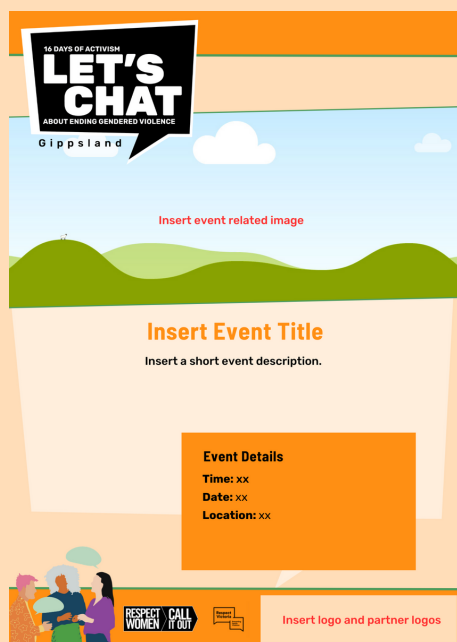 16 DAYS OF ACTIVISM
LET'S
CHAT
ABOUT ENDING GENDERED VIOLENCE
Gippsland
Insert event related image
Insert Event Title
Insert a short event description.
Event Details
Time: xx
Date: xx
Location: xx
RESPECT WOMEN
CALL IT OUT
Respect
Victoria
Insert logo and partner logos